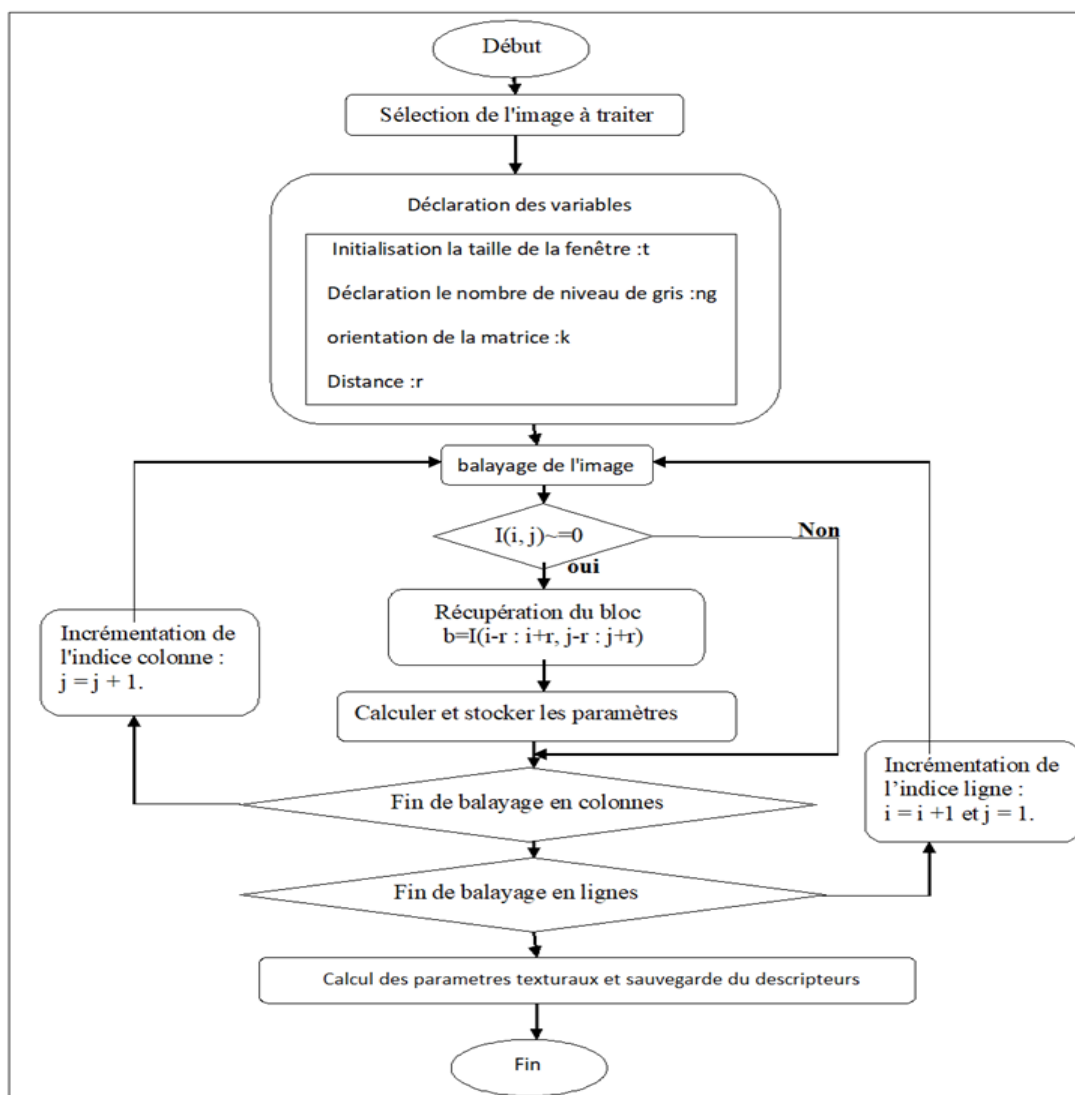 Début
Sélection de l'image à traiter
Déclaration des variables
Initialisation la taille de la fenêtre :t
Déclaration le nombre de niveau de gris :ng
orientation de la matrice :k
Distance :r
balayage de l'image
I(i, j)~=0
Non
oui
Récupération du bloc
b=I(i-r : i+r, j-r : j+r)
Incrémentation de
l'indice colonne :
j = j + 1.
Calculer et stocker les paramètres
Incrémentation de
l’indice ligne :
i = i +1 et j = 1.
Fin de balayage en colonnes
Fin de balayage en lignes
Calcul des parametres texturaux et sauvegarde du descripteurs
Fin